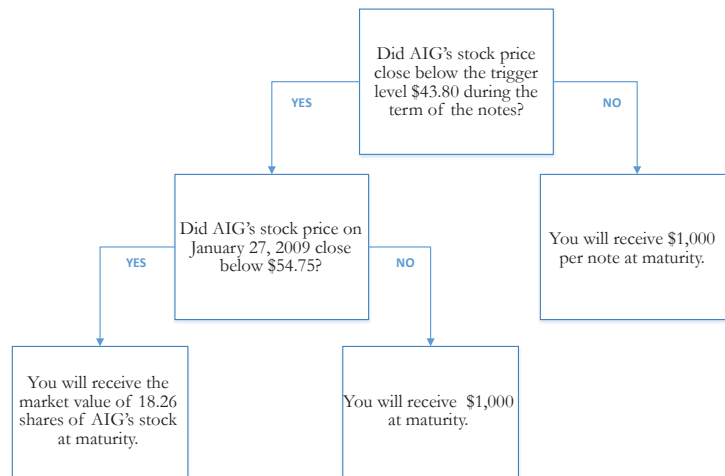 Did AIG's stock price
close below the trigger
level $43.80 during the
term of the notes?
YES
NO
Did AIG's stock price on
January 27, 2009 close
below $54.75?
You will receive $1,000
per note at maturity.
YES
NO
You will receive the
market value of 18.26
shares of AIG's stock
at maturity.
You will receive $1,000
at maturity.